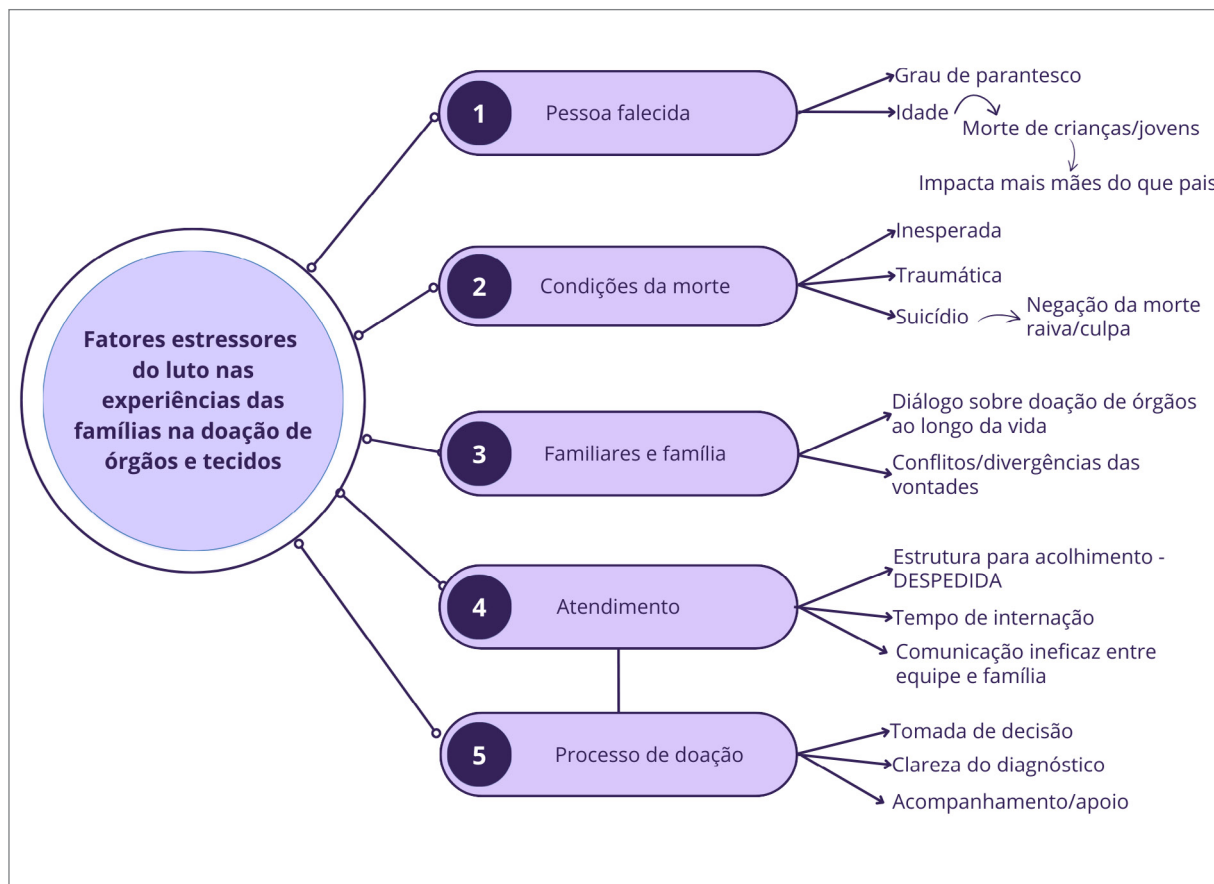 Fatores estressores
do luto nas
experiências das
famílias na doação de
órgãos e tecidos
1
Pessoa falecida
Grau de parantesco
Idade
Morte de crianças/jovens
Impacta mais mães do que pais
2
Condições da morte
Inesperada
Traumática
Suicídio
Negação da morte
raiva/culpa
3
Familiares e família
Diálogo sobre doação de órgãos
ao longo da vida
Conflitos/divergências das
vontades
4
Atendimento
Estrutura para acolhimento -
DESPEDIDA
Tempo de internação
Comunicação ineficaz entre
equipe e família
5
Processo de doação
Tomada de decisão
Clareza do diagnóstico
Acompanhamento/apoio